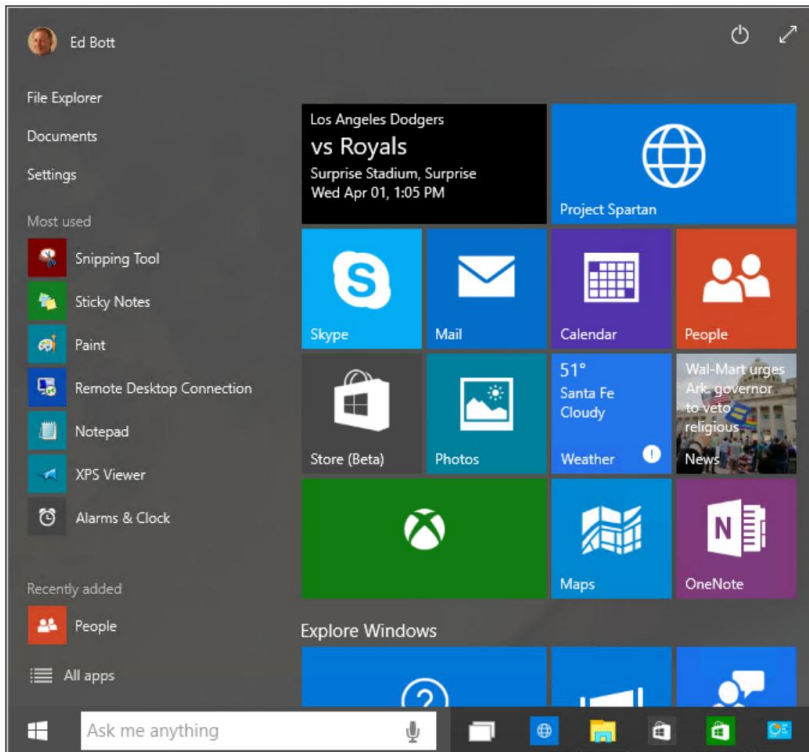 Ed Bott
File Explorer
Documents
Settings
Most used
Snipping Tool
Sticky Notes
Paint
Remote Desktop Connection
Notepad
XPS Viewer
Alarms & Clock
Recently added
People
All apps
Los Angeles Dodgers
vs Royals
Surprise Stadium, Surprise
Wed Apr 01, 1:05 PM
Project Spartan
Skype
Mail
Calendar
People
Store (Beta)
Photos
51°
Santa Fe
Cloudy
Weather
Wal-Mart urges
Ark. governor
to veto
religious
News
Maps
N
OneNote
Explore Windows
Ask me anything